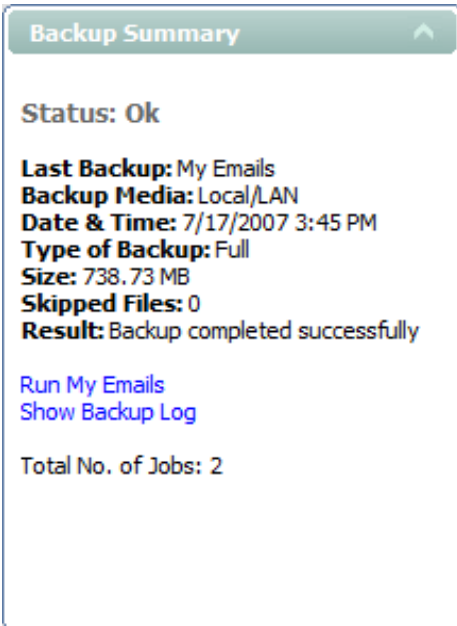 Backup Summary
Status: Ok
Last Backup: My Emails
Backup Media: Local/LAN
Date & Time: 7/17/2007 3:45 PM
Type of Backup: Full
Size: 738.73 MB
Skipped Files: 0
Result: Backup completed successfully
Run My Emails
Show Backup Log
Total No. of Jobs: 2